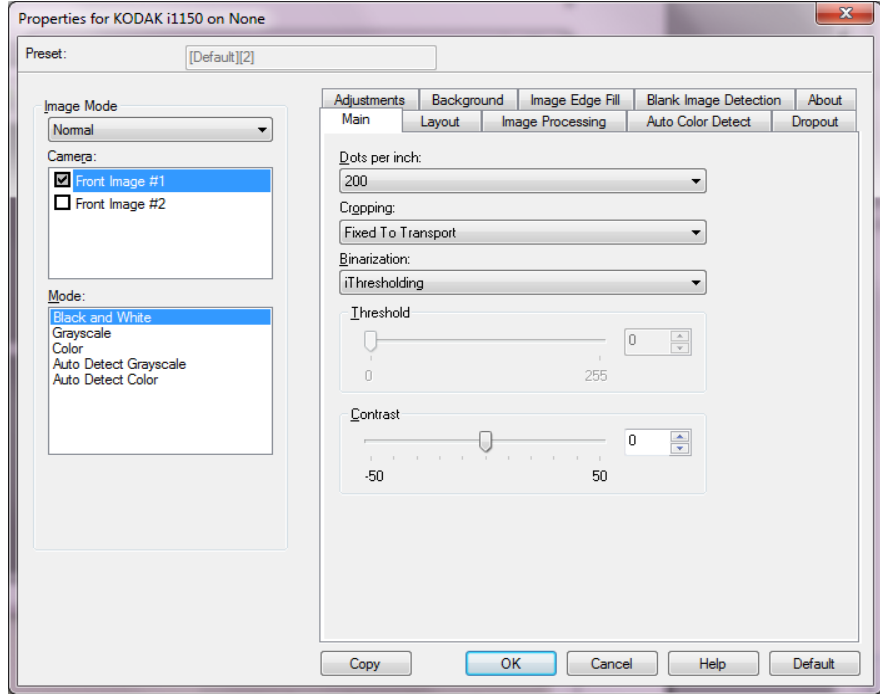 Properties for KODAK i1150 on None
Preset:
[Default][2]
Image Mode
Normal
Camera:
Front Image #1
Front Image #2
Mode:
Black and White
Grayscale
Color
Auto Detect Grayscale
Auto Detect Color
Adjustments Background Image Edge Fill Blank Image Detection About
Main Layout Image Processing Auto Color Detect Dropout
Dots per inch:
200
Cropping:
Fixed To Transport
Binarization:
iThresholding
Threshold
0
0 255
Contrast
0
-50 50
Copy OK Cancel Help Default